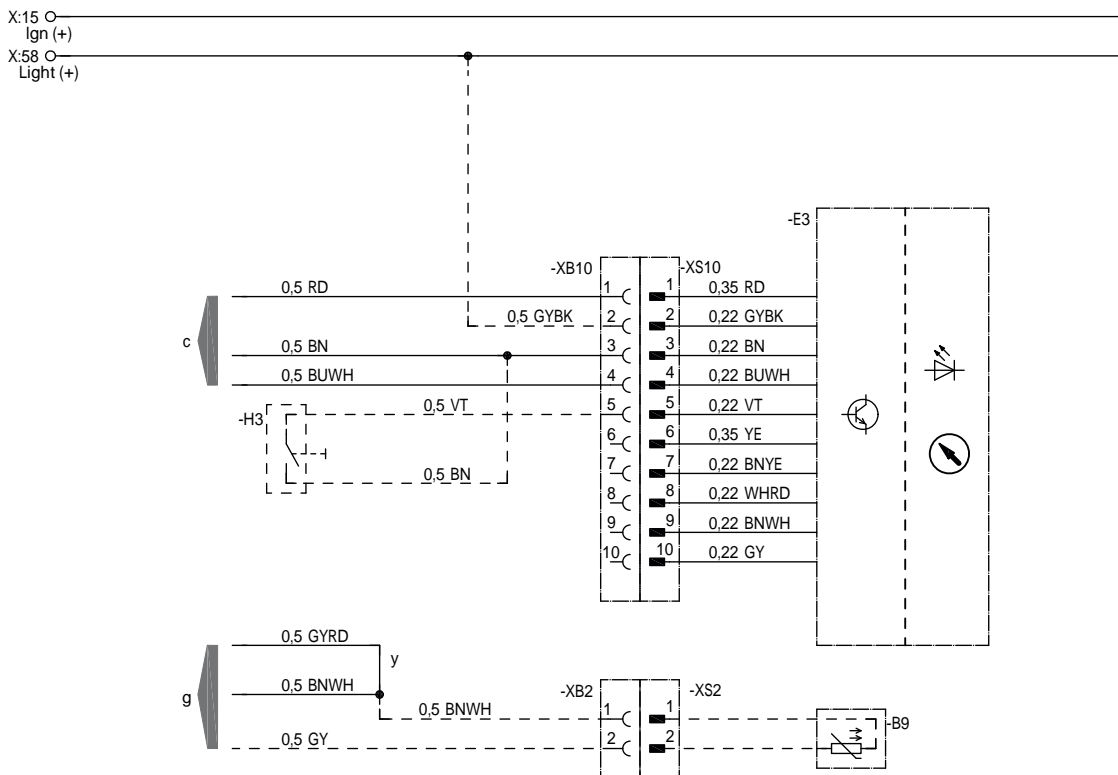 X:15
Ign (+)
X:58
Light (+)
-E3
-XB10
-XS10
0,5 RD
1
1
0,35 RD
0,5 GYBK
2
2
0,22 GYBK
c
0,5 BN
3
3
0,22 BN
0,5 BUWH
4
4
0,22 BUWH
-H3
0,5 VT
5
5
0,22 VT
6
6
0,35 YE
0,5 BN
7
7
0,22 BNYE
8
8
0,22 WHRD
9
9
0,22 BNWH
10
10
0,22 GY
0,5 GYRD
y
g
0,5 BNWH
-XB2
-XS2
0,5 BNWH
1
1
-B9
0,5 GY
2
2